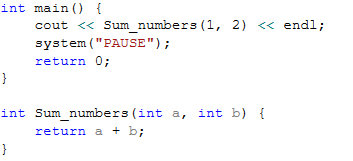 int main() {
    cout << Sum_numbers(1, 2) << endl;
    system("PAUSE");
    return 0;
}

int Sum_numbers(int a, int b) {
    return a + b;
}